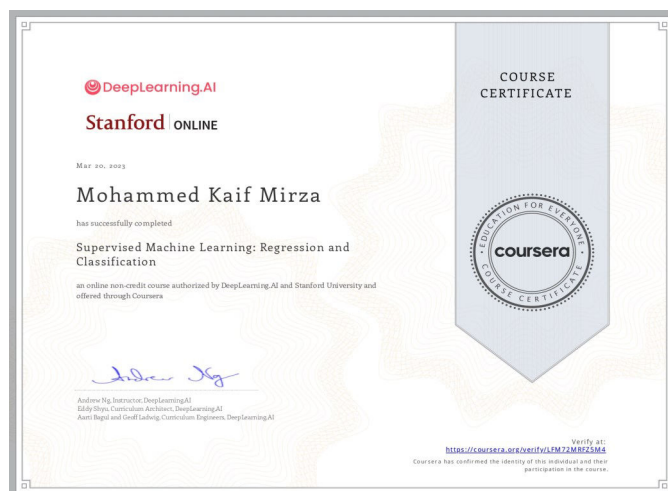 DeepLearning.AI
Stanford ONLINE
Mar 20, 2023
Mohammed Kaif Mirza
has successfully completed
Supervised Machine Learning: Regression and
Classification
an online non-credit course authorized by DeepLearning.AI and Stanford University and
offered through Coursera
Andrew Ng
Andrew Ng, Instructor, DeepLearning.AI
Eddy Shyu, Curriculum Architect, DeepLearning.AI
Aarti Bagul and Geoff Ladwig, Curriculum Engineers, DeepLearning.AI
COURSE
CERTIFICATE
EDUCATION FOR EVERYONE
coursera
COURSE CERTIFICATE
Verify at:
https://coursera.org/verify/LFM72MRFZSM4
Coursera has confirmed the identity of this individual and their
participation in the course.